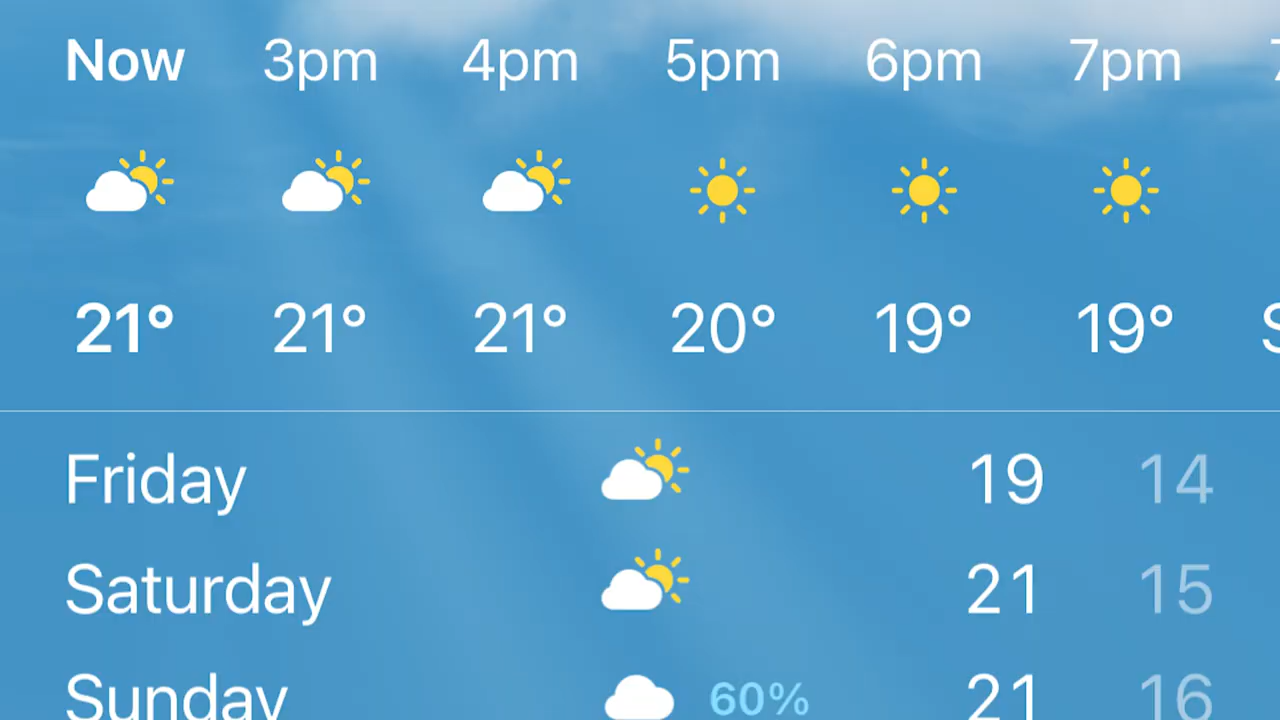 Now 3pm 4pm 5pm 6pm 7pm
21° 21° 21° 20° 19° 19°
Friday 19 14
Saturday 21 15
Sunday 60% 21 16